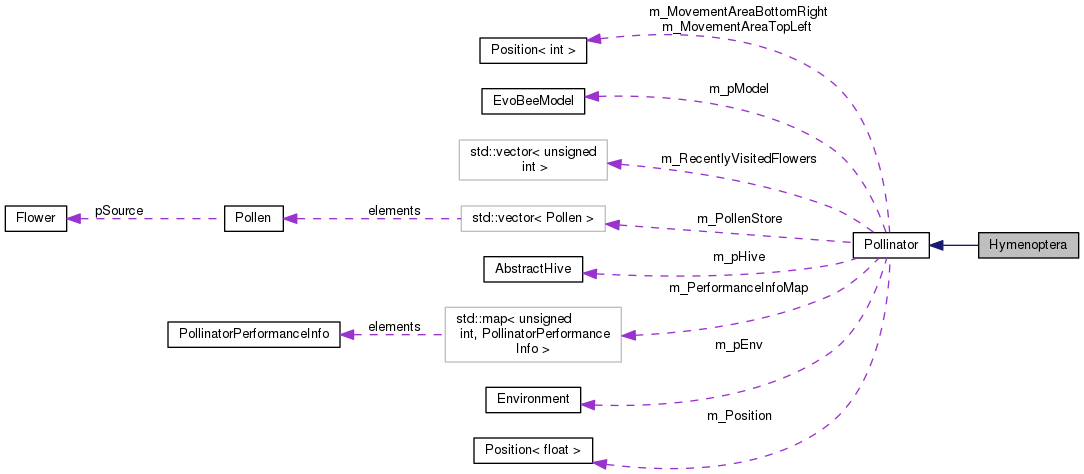 m_MovementAreaBottomRight
m_MovementAreaTopLeft
Position< int >
m_pModel
EvoBeeModel
std::vector< unsigned
int >
m_RecentlyVisitedFlowers
Flower
pSource
Pollen
elements
std::vector< Pollen >
m_PollenStore
Pollinator
Hymenoptera
AbstractHive
m_pHive
m_PerformanceInfoMap
PollinatorPerformanceInfo
elements
std::map< unsigned
int, PollinatorPerformance
Info >
m_pEnv
Environment
m_Position
Position< float >